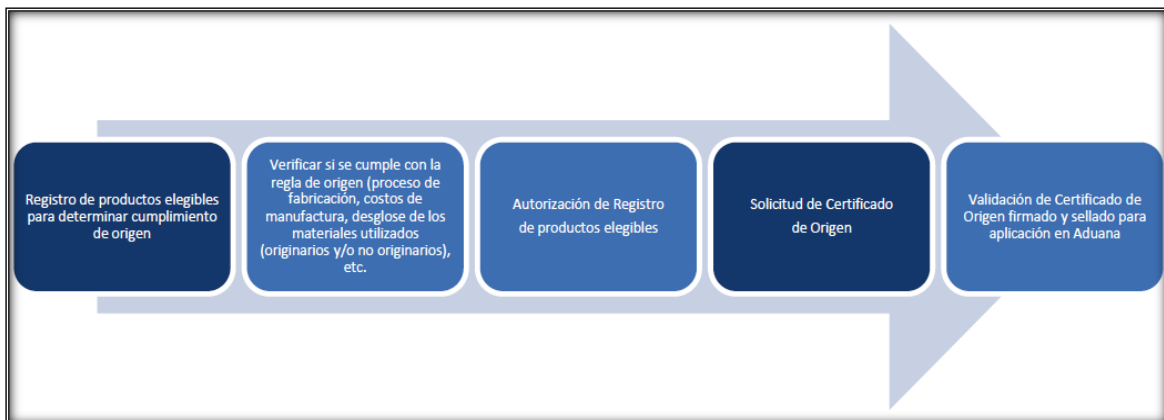 Registro de productos elegibles
para determinar cumplimiento
de origen
Verificar si se cumple con la
regla de origen (proceso de
fabricación, costos de
manufactura, desglose de los
materiales utilizados
(originarios y/o no originarios),
etc.
Autorización de Registro
de productos elegibles
Solicitud de Certificado
de Origen
Validación de Certificado de
Origen firmado y sellado para
aplicación en Aduana